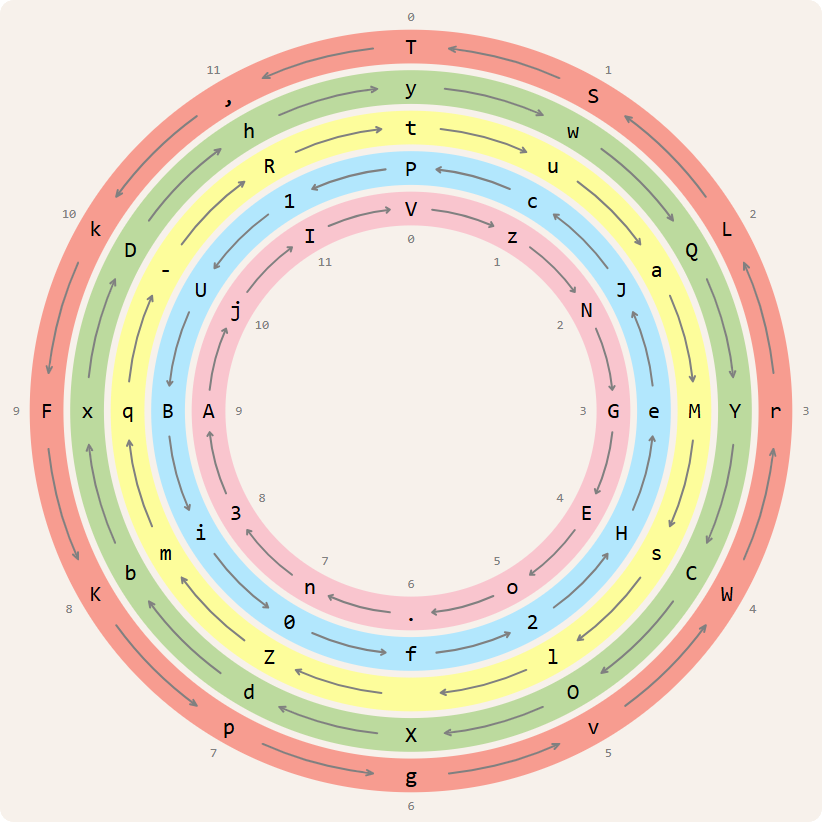 0
T
11 1
, S
y
h w
t
R u
10 P 2
k 1 c L
D V Q
I z
0
- 11 1 a
U J
j N
10 2
9 F x q B A 9 3 G e M Y r 3
8 4
3 E
i H
7 5
m 6 s
b n o C
K . W
8 0 2 4
f
Z l
d O
X
p v
7 g 5
6